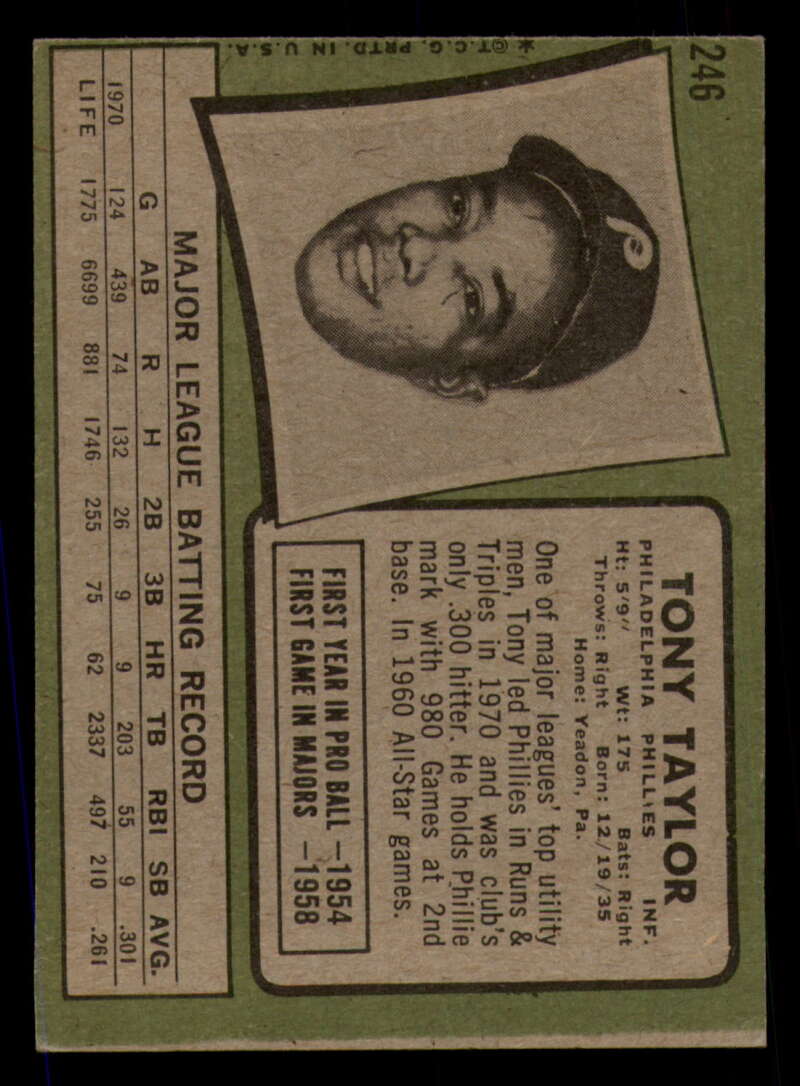 246
*©T.C.G. PRTD. IN U.S.A.
P
TONY TAYLOR
PHILADELPHIA PHILLIES INF.
Ht: 5'9" Wt: 175 Bats: Right
Throws: Right Born: 12/19/35
Home: Yeadon, Pa.
One of major leagues' top utility
men, Tony led Phillies in Runs &
Triples in 1970 and was club's
only .300 hitter. He holds Phillie
mark with 980 Games at 2nd
base. In 1960 All-Star games.
FIRST YEAR IN PRO BALL –1954
FIRST GAME IN MAJORS –1958
MAJOR LEAGUE BATTING RECORD
G AB R H 2B 3B HR TB RBI SB AVG.
1970 124 439 74 132 26 9 9 203 55 9 .301
LIFE 1775 6699 881 1746 255 75 62 2337 497 210 .261